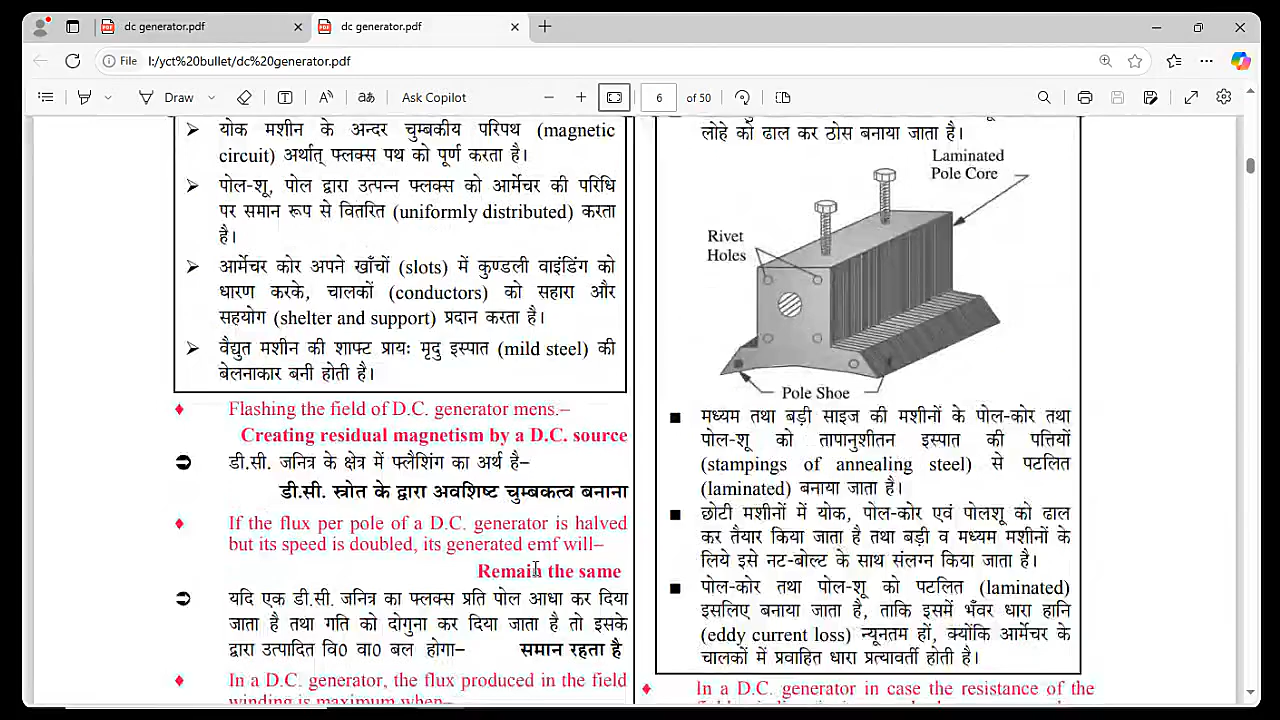 dc generator.pdf
dc generator.pdf
File
I:/yct%20bullet/dc%20generator.pdf
Draw
Ask Copilot
6
of 50
योक मशीन के अन्दर चुम्बकीय परिपथ (magnetic
circuit) अर्थात् फ्लक्स पथ को पूर्ण करता है।
पोल-शू, पोल द्वारा उत्पन्न फ्लक्स को आर्मेचर की परिधि
पर समान रूप से वितरित (uniformly distributed) करता
है।
आर्मेचर कोर अपने खाँचों (slots) में कुण्डली वाइंडिंग को
धारण करके, चालकों (conductors) को सहारा और
सहयोग (shelter and support) प्रदान करता है।
वैद्युत मशीन की शाफ्ट प्रायः मृदु इस्पात (mild steel) की
बेलनाकार बनी होती है।
Flashing the field of D.C. generator mens.–
Creating residual magnetism by a D.C. source
डी.सी. जनित्र के क्षेत्र में फ्लैशिंग का अर्थ है–
डी.सी. स्त्रोत के द्वारा अवशिष्ट चुम्बकत्व बनाना
If the flux per pole of a D.C. generator is halved
but its speed is doubled, its generated emf will–
Remain the same
यदि एक डी.सी. जनित्र का फ्लक्स प्रति पोल आधा कर दिया
जाता है तथा गति को दोगुना कर दिया जाता है तो इसके
द्वारा उत्पादित वि0 वा0 बल होगा– समान रहता है
In a D.C. generator, the flux produced in the field
winding is maximum when–
लोहे को ढाल कर ठोस बनाया जाता है।
Laminated
Pole Core
Rivet
Holes
Pole Shoe
मध्यम तथा बड़ी साइज की मशीनों के पोल-कोर तथा
पोल-शू को तापानुशीतन इस्पात की पत्तियों
(stampings of annealing steel) से पटलित
(laminated) बनाया जाता है।
छोटी मशीनों में योक, पोल-कोर एवं पोलशू को ढाल
कर तैयार किया जाता है तथा बड़ी व मध्यम मशीनों के
लिये इसे नट-बोल्ट के साथ संलग्न किया जाता है।
पोल-कोर तथा पोल-शू को पटलित (laminated)
इसलिए बनाया जाता है, ताकि इसमें भँवर धारा हानि
(eddy current loss) न्यूनतम हों, क्योंकि आर्मेचर के
चालकों में प्रवाहित धारा प्रत्यावर्ती होती है।
In a D.C. generator in case the resistance of the